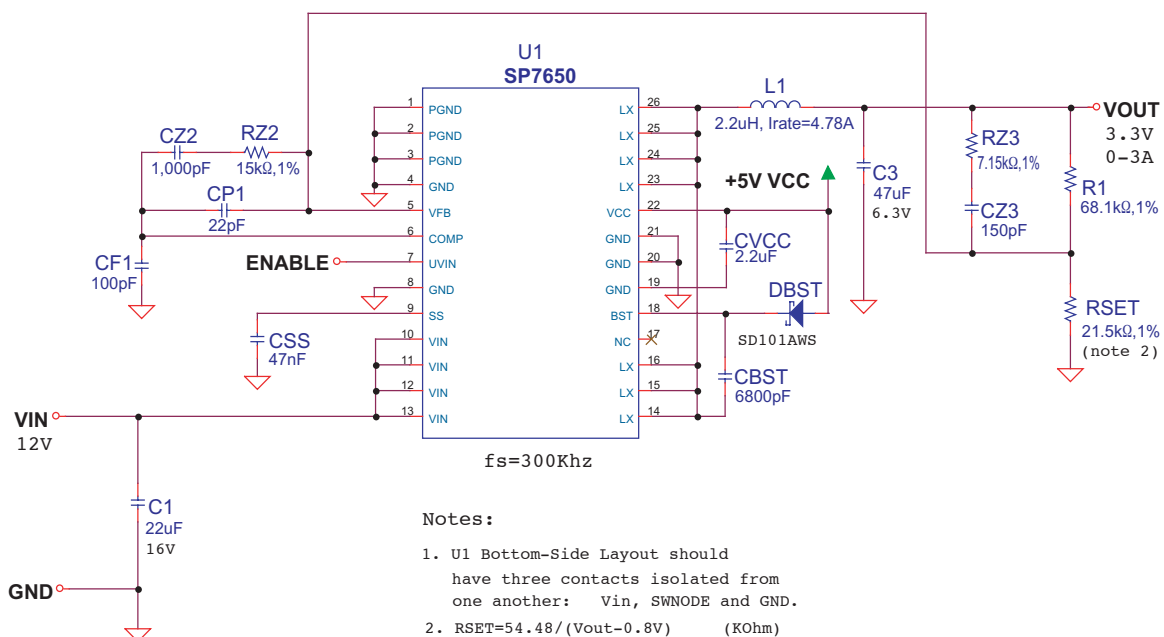 U1
SP7650
1 PGND
2 PGND
3 PGND
4 GND
5 VFB
6 COMP
7 UVIN
8 GND
9 SS
10 VIN
11 VIN
12 VIN
13 VIN
LX 26
LX 25
LX 24
LX 23
VCC 22
GND 21
GND 20
GND 19
BST 18
NC 17
LX 16
LX 15
LX 14
fs=300Khz
CZ2
1,000pF
RZ2
15kΩ,1%
CP1
22pF
CF1
100pF
ENABLE
CSS
47nF
VIN
12V
C1
22uF
16V
GND
L1
2.2uH, Irate=4.78A
+5V VCC
CVCC
2.2uF
DBST
SD101AWS
CBST
6800pF
C3
47uF
6.3V
RZ3
7.15kΩ,1%
CZ3
150pF
VOUT
3.3V
0-3A
R1
68.1kΩ,1%
RSET
21.5kΩ,1%
(note 2)
Notes:
1. U1 Bottom-Side Layout should
have three contacts isolated from
one another: Vin, SWNODE and GND.
2. RSET=54.48/(Vout-0.8V) (KOhm)